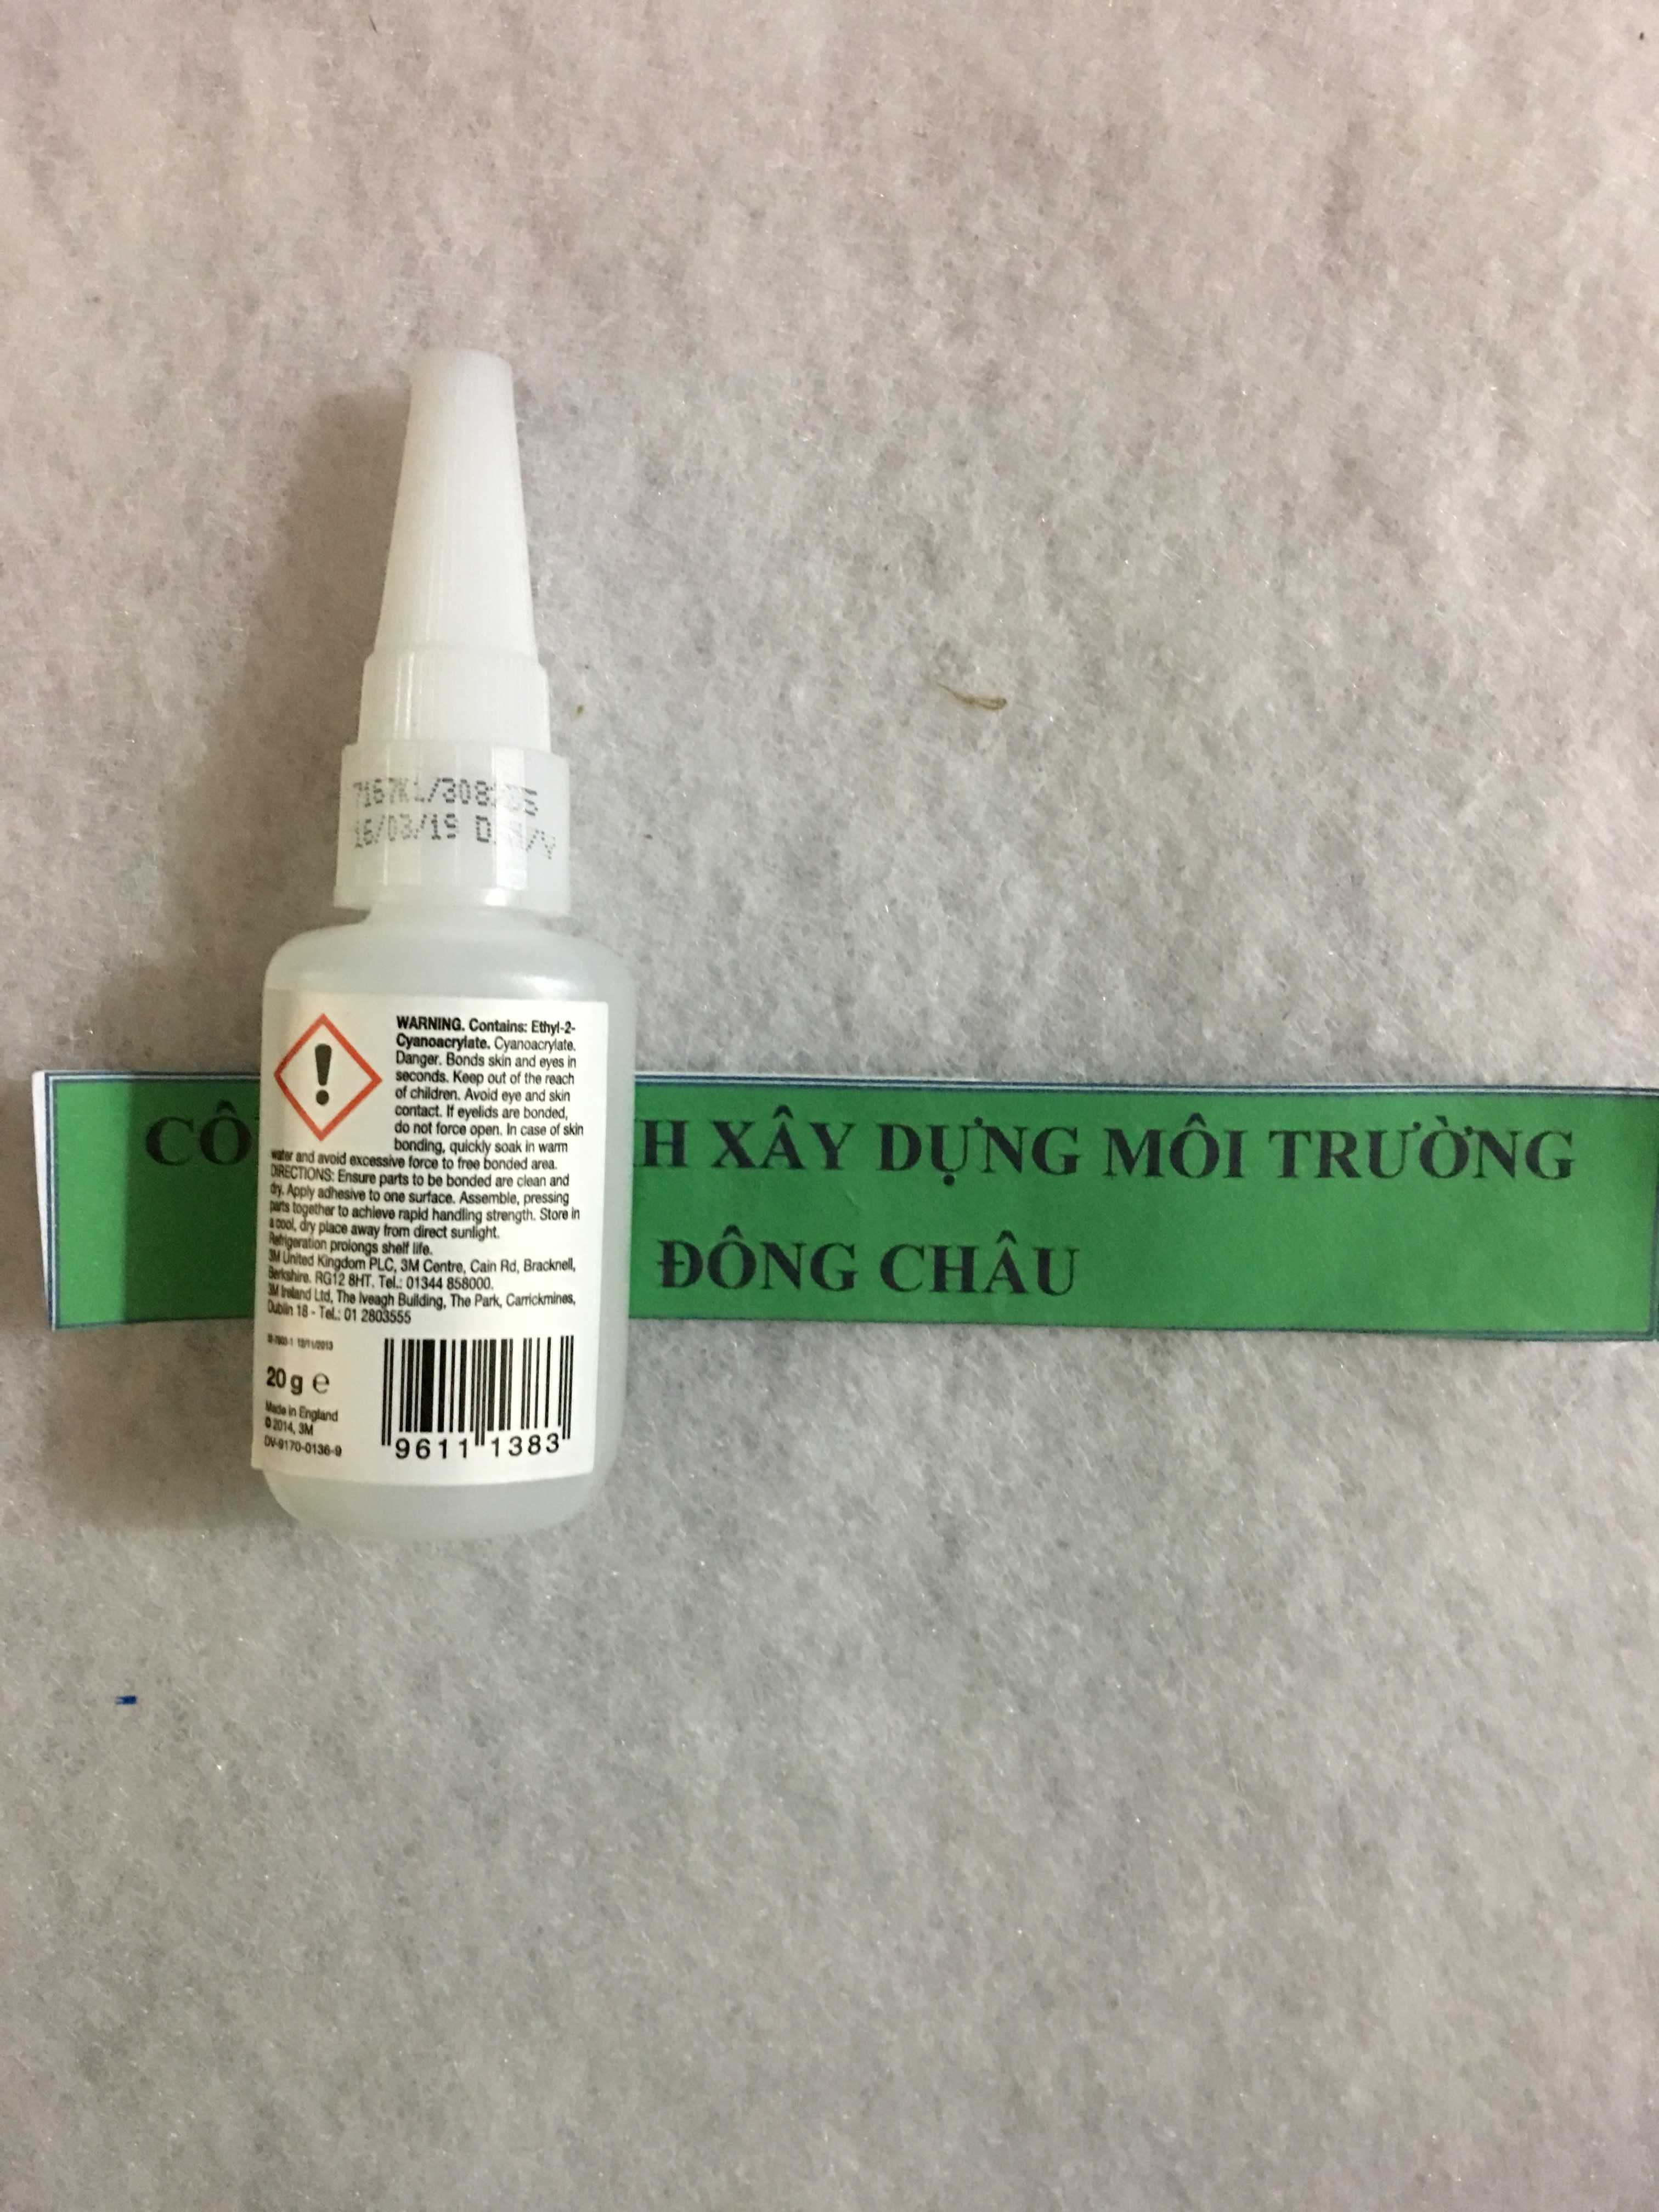 16/03/19
WARNING. Contains: Ethyl-2-
Cyanoacrylate. Cyanoacrylate.
Danger. Bonds skin and eyes in
seconds. Keep out of the reach
of children. Avoid eye and skin
contact. If eyelids are bonded,
do not force open. In case of skin
bonding, quickly soak in warm
water and avoid excessive force to free bonded area.
DIRECTIONS: Ensure parts to be bonded are clean and
dry. Apply adhesive to one surface. Assemble, pressing
parts together to achieve rapid handling strength. Store in
a cool, dry place away from direct sunlight.
Refrigeration prolongs shelf life.
3M United Kingdom PLC, 3M Centre, Cain Rd, Bracknell,
Berkshire. RG12 8HT. Tel.: 01344 858000.
3M Ireland Ltd, The Iveagh Building, The Park, Carrickmines,
Dublin 18 - Tel.: 01 2803555
20 g e
Made in England
© 2014, 3M
DV-9170-0136-9
9611 1383
XÂY DỰNG MÔI TRƯỜNG
ĐÔNG CHÂU